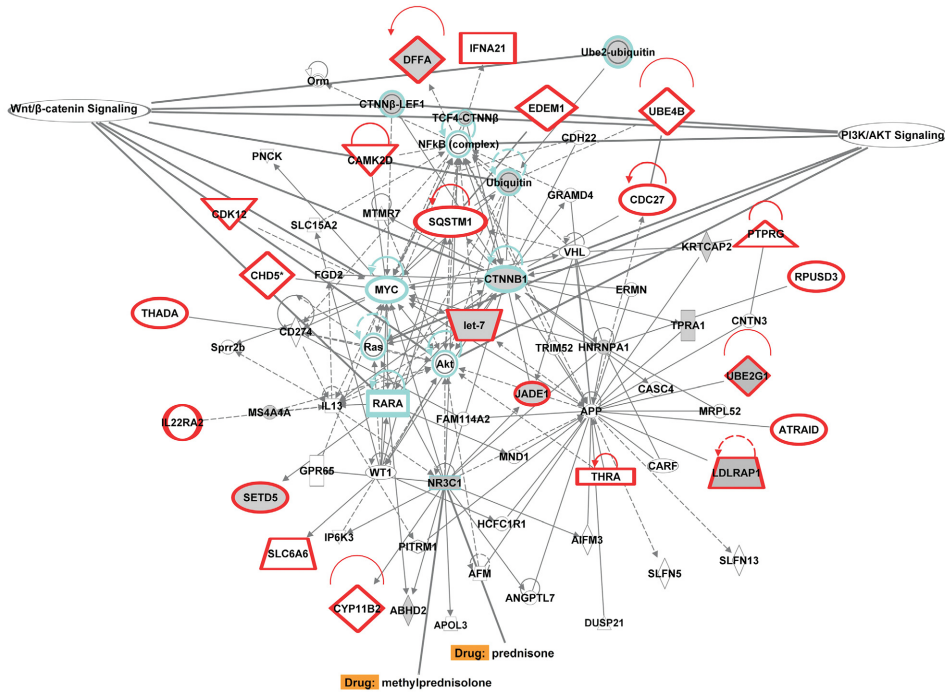 IFNA21
Ube2-ubiquitin
DFFA
Orm
Wnt/β-catenin Signaling
CTNNβ-LEF1
EDEM1
UBE4B
TCF4-CTNNβ
PI3K/AKT Signaling
CDH22
NFkB (complex)
PNCK
CAMK2D
Ubiquitin
GRAMD4
CDC27
CDK12
MTMR7
SLC15A2
SQSTM1
PTPRG
KRTCAP2
VHL
CHD5*
FGD2
CTNNB1
RPUSD3
MYC
ERMN
THADA
let-7
CNTN3
CD274
TPRA1
Sprr2b
Ras
TRIM52
HNRNPA1
Akt
UBE2G1
CASC4
JADE1
RARA
IL13
MS4A4A
APP
MRPL52
IL22RA2
FAM114A2
ATRAID
MND1
CARF
GPR65
WT1
LDLRAP1
THRA
NR3C1
SETD5
HCFC1R1
IP6K3
AIFM3
PITRM1
SLC6A6
SLFN13
SLFN5
AFM
ANGPTL7
CYP11B2
ABHD2
APOL3
DUSP21
Drug: prednisone
Drug: methylprednisolone